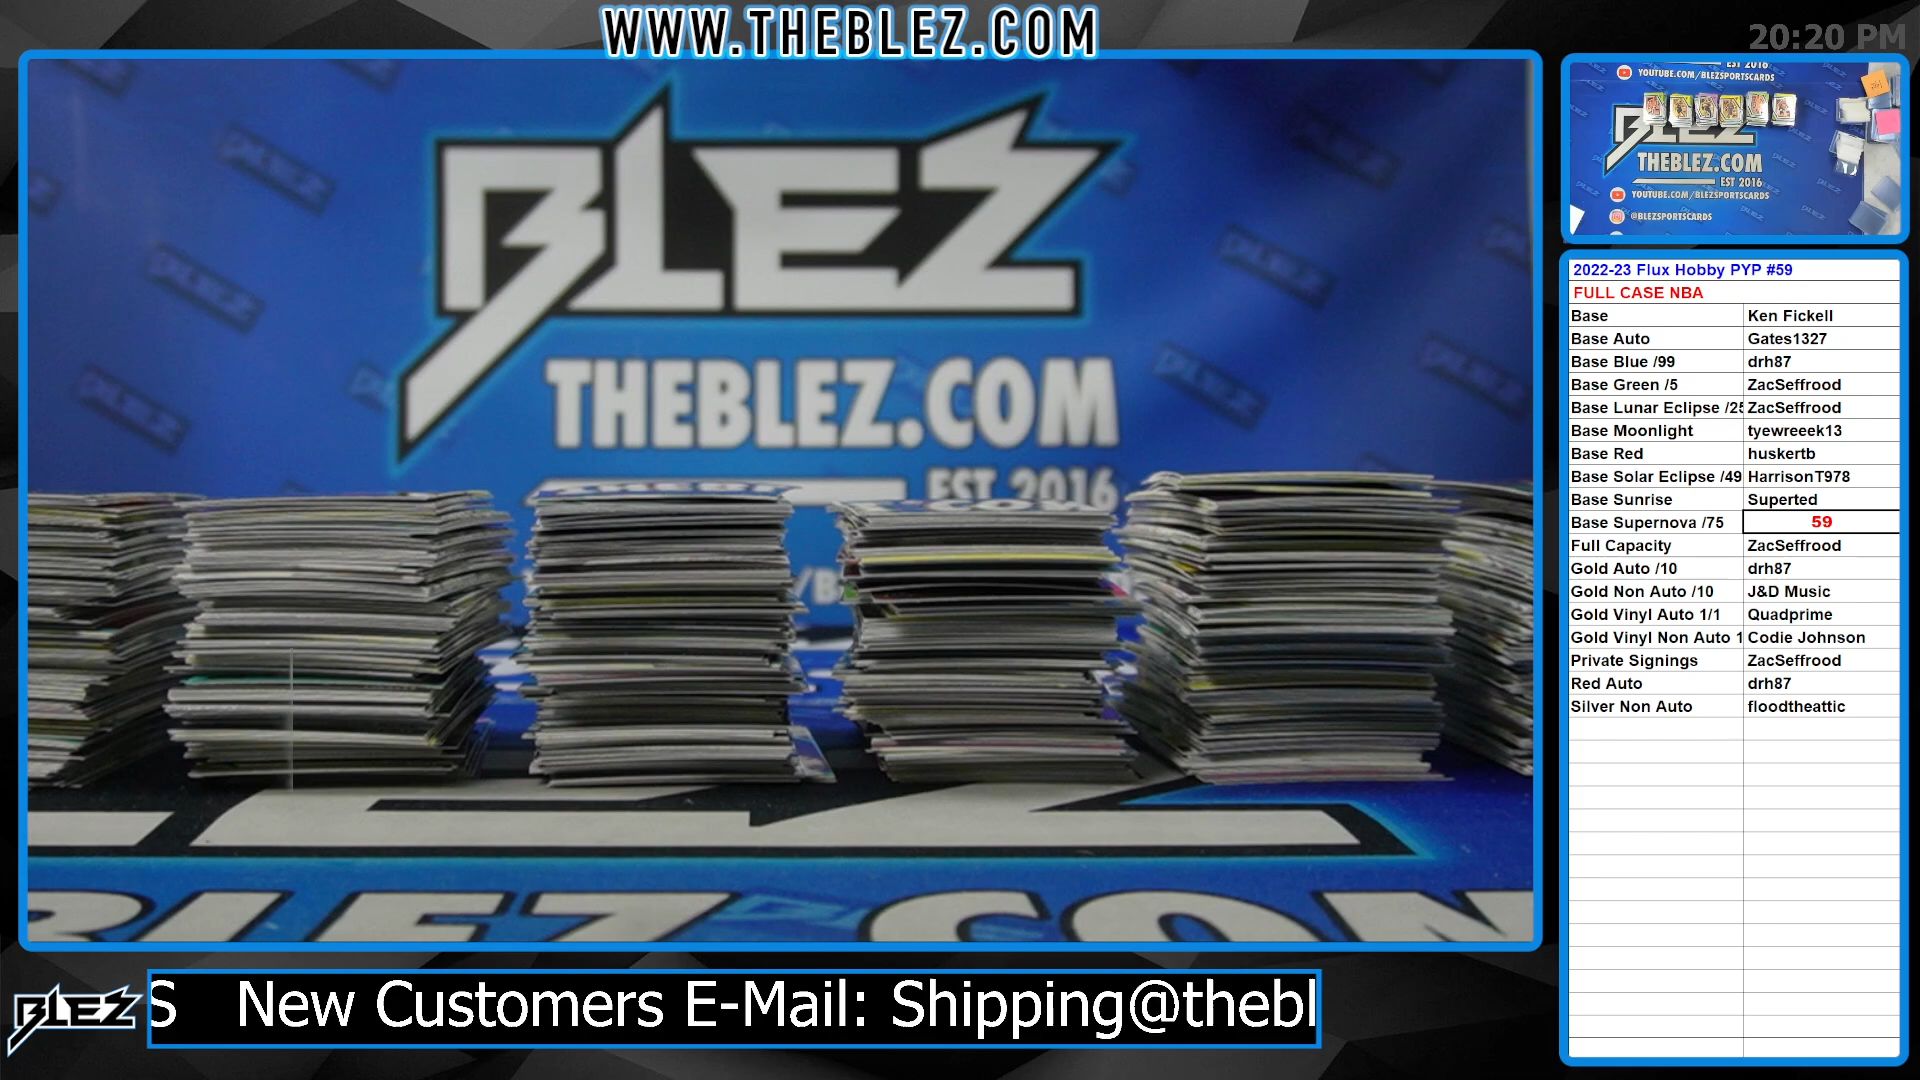 WWW.THEBLEZ.COM
20:20 PM
BLEZ
THEBLEZ.COM
EST 2016
EST 2016
YOUTUBE.COM/BLEZSPORTSCARDS
BLEZ
THEBLEZ.COM
EST 2016
YOUTUBE.COM/BLEZSPORTSCARDS
@BLEZSPORTSCARDS
2022-23 Flux Hobby PYP #59
FULL CASE NBA
Base Ken Fickell
Base Auto Gates1327
Base Blue /99 drh87
Base Green /5 ZacSeffrood
Base Lunar Eclipse /25 ZacSeffrood
Base Moonlight tyewreeek13
Base Red huskertb
Base Solar Eclipse /49 HarrisonT978
Base Sunrise Superted
Base Supernova /75 59
Full Capacity ZacSeffrood
Gold Auto /10 drh87
Gold Non Auto /10 J&D Music
Gold Vinyl Auto 1/1 Quadprime
Gold Vinyl Non Auto 1 Codie Johnson
Private Signings ZacSeffrood
Red Auto drh87
Silver Non Auto floodtheattic
BLEZ
S New Customers E-Mail: Shipping@thebl